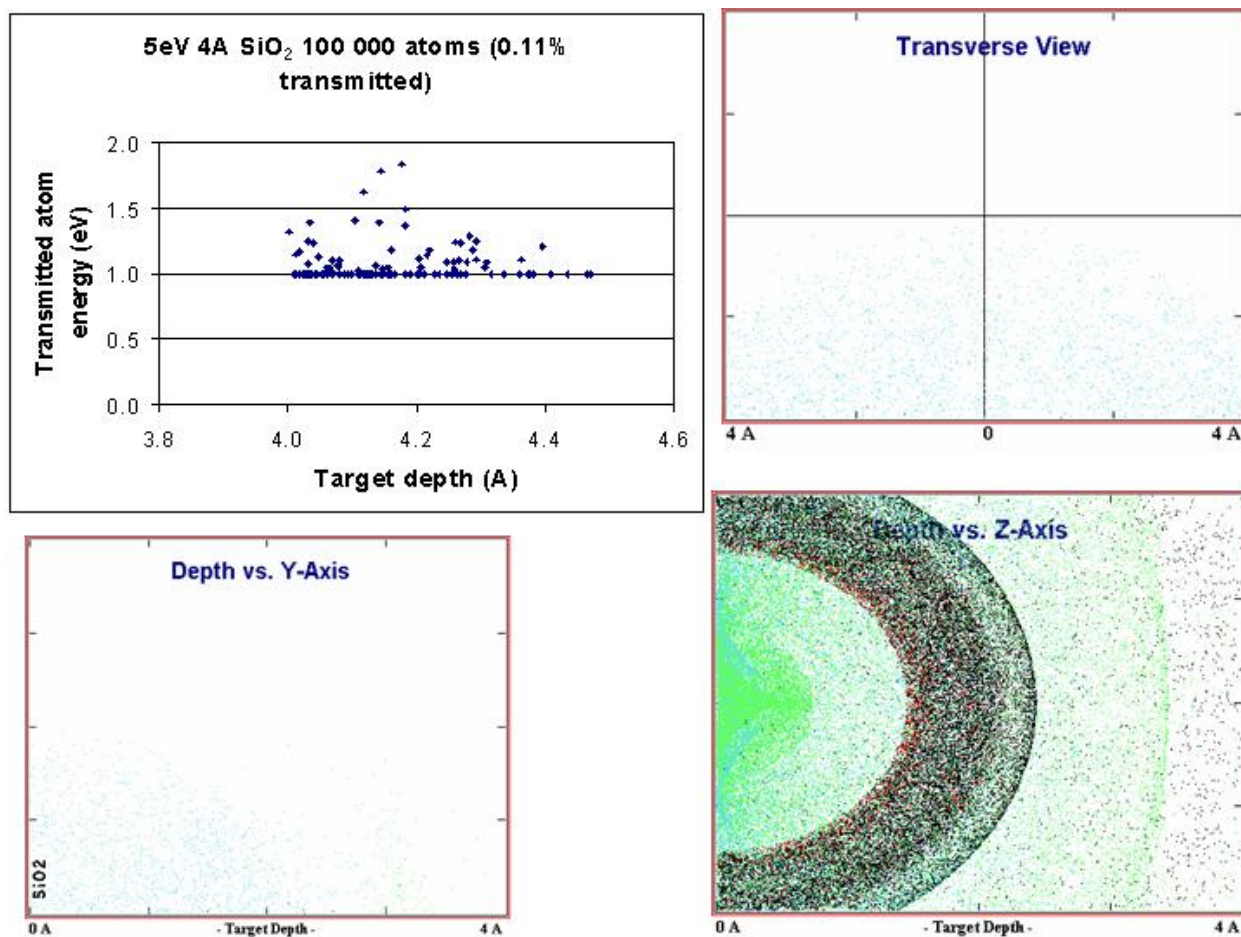 5eV 4A SiO₂ 100 000 atoms (0.11%
transmitted)
Transmitted atom
energy (eV)
2.0
1.5
1.0
0.5
0.0
3.8 4.0 4.2 4.4 4.6
Target depth (A)
Transverse View
4 A 0 4 A
Depth vs. Y-Axis
SiO2
0 A - Target Depth - 4 A
Depth vs. Z-Axis
0 A - Target Depth - 4 A